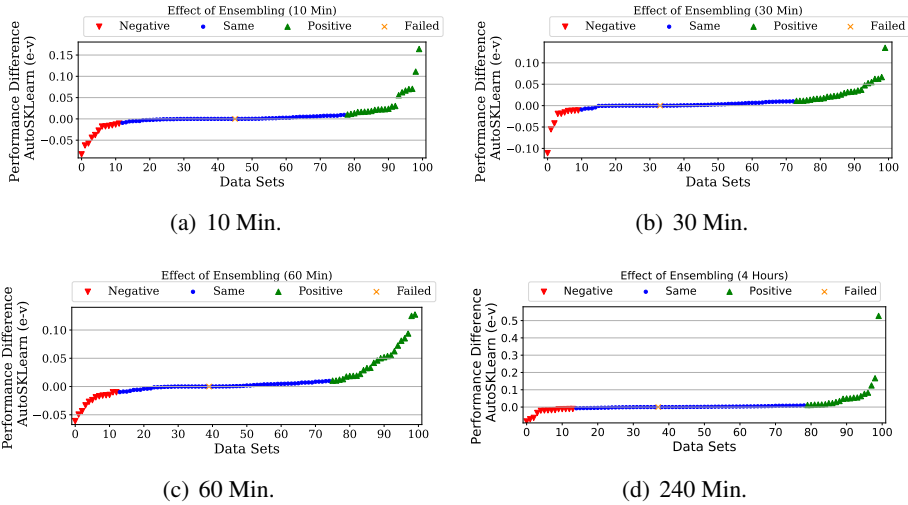 Effect of Ensembling (10 Min)
Negative Same Positive Failed
Performance Difference
AutoSKLearn (e-v)
0.15
0.10
0.05
0.00
−0.05
0 10 20 30 40 50 60 70 80 90 100
Data Sets
(a) 10 Min.
Effect of Ensembling (30 Min)
Negative Same Positive Failed
Performance Difference
AutoSKLearn (e-v)
0.10
0.05
0.00
−0.05
−0.10
0 10 20 30 40 50 60 70 80 90 100
Data Sets
(b) 30 Min.
Effect of Ensembling (60 Min)
Negative Same Positive Failed
Performance Difference
AutoSKLearn (e-v)
0.10
0.05
0.00
−0.05
0 10 20 30 40 50 60 70 80 90 100
Data Sets
(c) 60 Min.
Effect of Ensembling (4 Hours)
Negative Same Positive Failed
Performance Difference
AutoSKLearn (e-v)
0.5
0.4
0.3
0.2
0.1
0.0
0 10 20 30 40 50 60 70 80 90 100
Data Sets
(d) 240 Min.